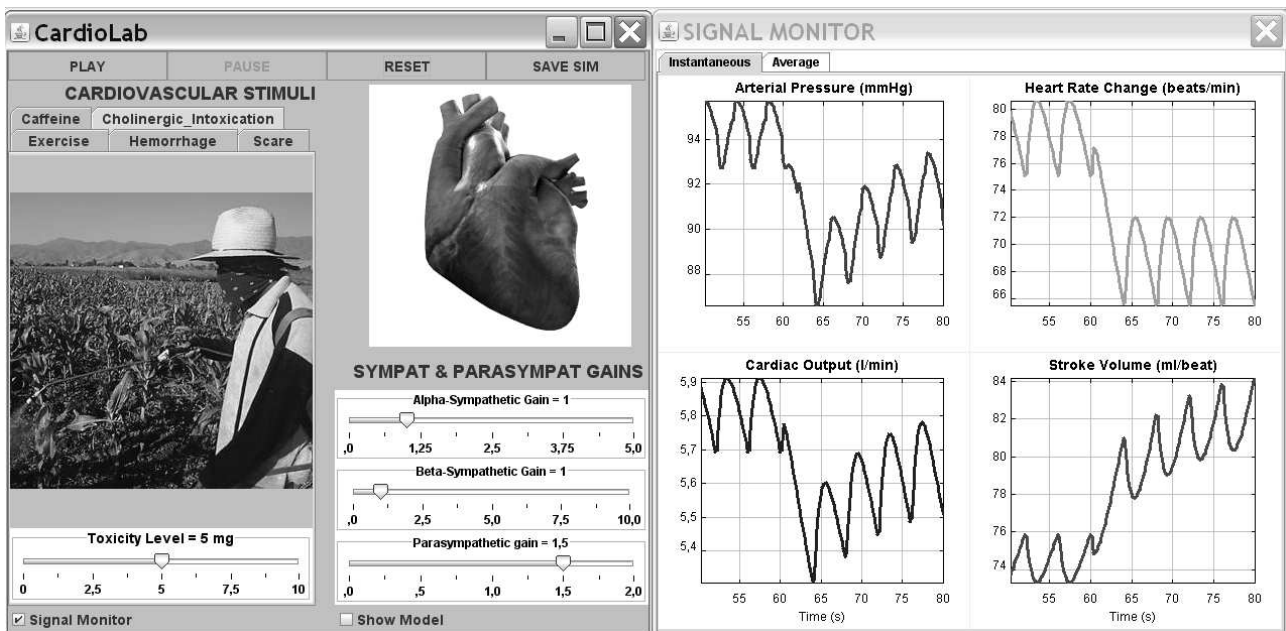 CardioLab
PLAY PAUSE RESET SAVE SIM
CARDIOVASCULAR STIMULI
Caffeine Cholinergic_Intoxication
Exercise Hemorrhage Scare
Toxicity Level = 5 mg
0 2,5 5 7,5 10
Signal Monitor
SYMPAT & PARASYMPAT GAINS
Alpha-Sympathetic Gain = 1
,0 1,25 2,5 3,75 5,0
Beta-Sympathetic Gain = 1
,0 2,5 5,0 7,5 10,0
Parasympathetic gain = 1,5
,0 ,5 1,0 1,5 2,0
Show Model
SIGNAL MONITOR
Instantaneous Average
Arterial Pressure (mmHg)
94
92
90
88
55 60 65 70 75 80
Heart Rate Change (beats/min)
80
78
76
74
72
70
68
66
55 60 65 70 75 80
Cardiac Output (l/min)
5,9
5,8
5,7
5,6
5,5
5,4
55 60 65 70 75 80
Time (s)
Stroke Volume (ml/beat)
84
82
80
78
76
74
55 60 65 70 75 80
Time (s)